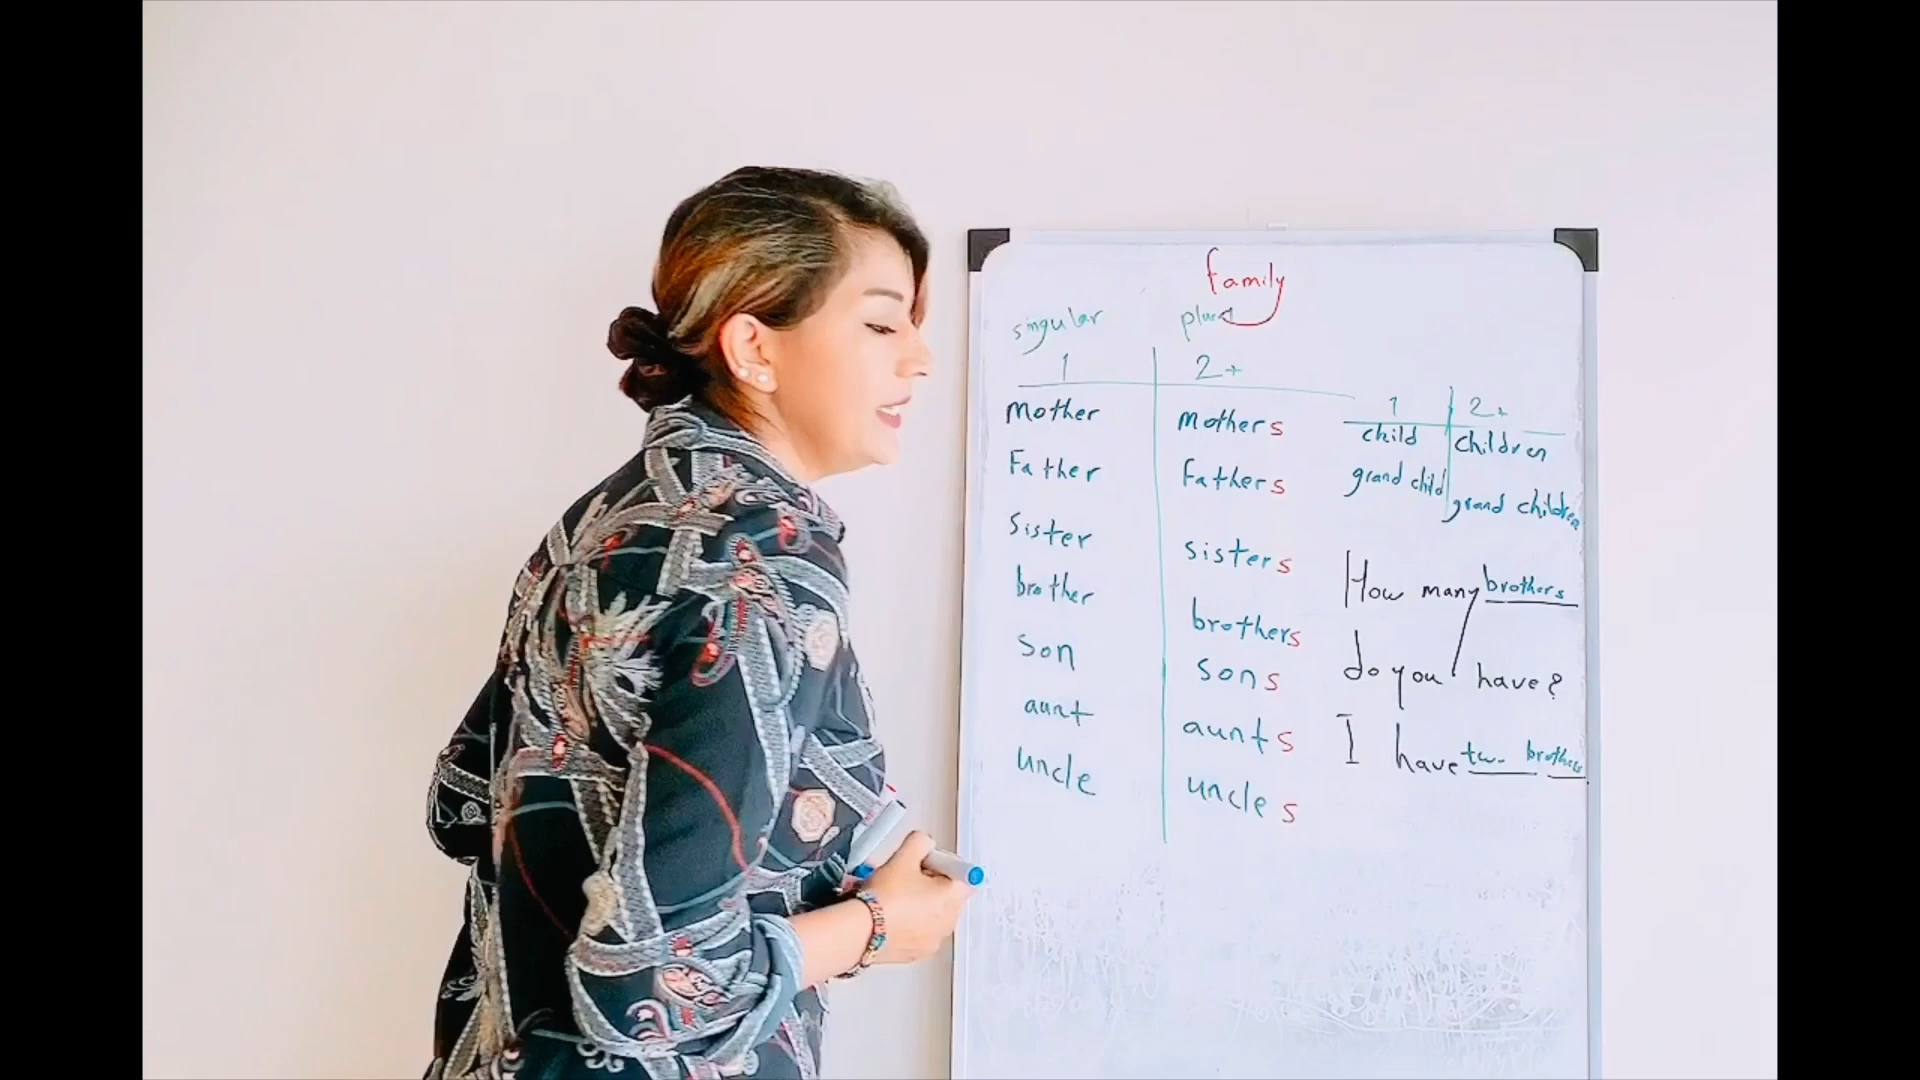 family
singular plural
1 2+
mother mothers
Father Fathers
Sister sisters
brother brothers
son sons
aunt aunts
uncle uncles
1 2+
child children
grand child grand children
How many brothers
do you have?
I have two brothers